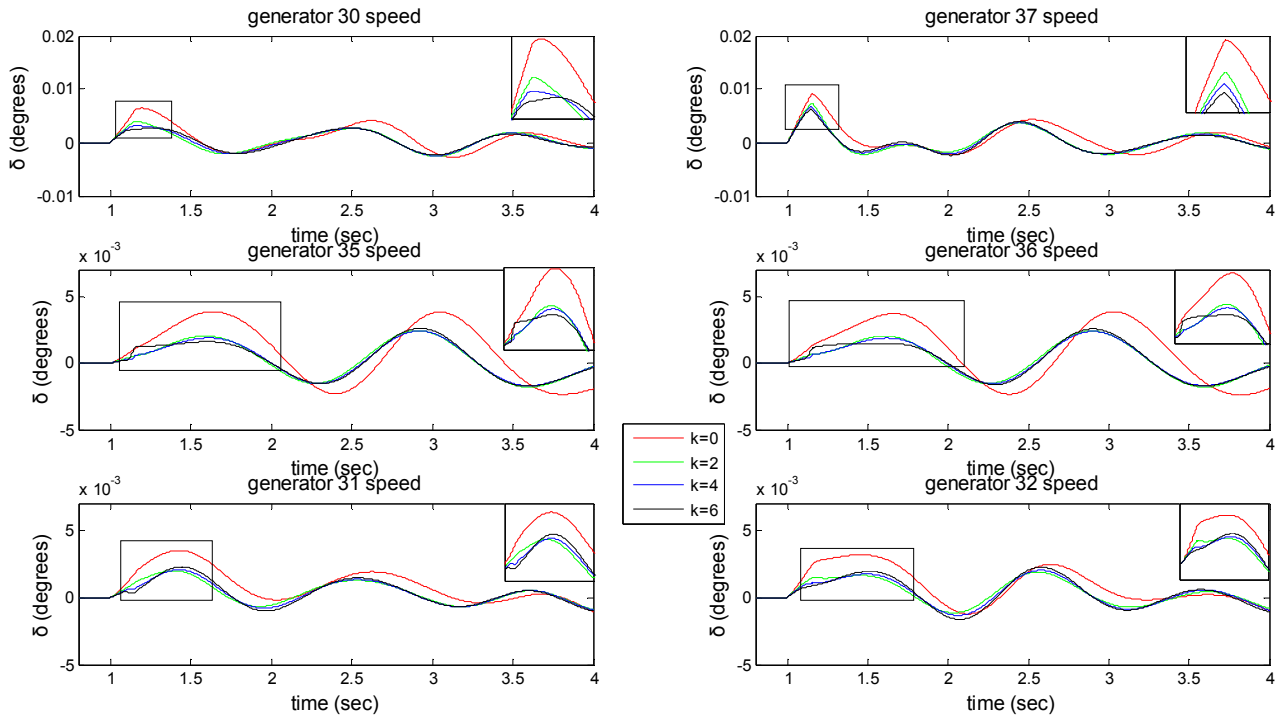 generator 30 speed
δ (degrees)
0.02
0.01
0
-0.01
1
1.5
2
2.5
3
3.5
4
time (sec)
generator 37 speed
δ (degrees)
0.02
0.01
0
-0.01
1
1.5
2
2.5
3
3.5
4
time (sec)
generator 35 speed
x 10^-3
δ (degrees)
5
0
-5
1
1.5
2
2.5
3
3.5
4
time (sec)
generator 36 speed
x 10^-3
δ (degrees)
5
0
-5
1
1.5
2
2.5
3
3.5
4
time (sec)
k=0
k=2
k=4
k=6
generator 31 speed
x 10^-3
δ (degrees)
5
0
-5
1
1.5
2
2.5
3
3.5
4
time (sec)
generator 32 speed
x 10^-3
δ (degrees)
5
0
-5
1
1.5
2
2.5
3
3.5
4
time (sec)